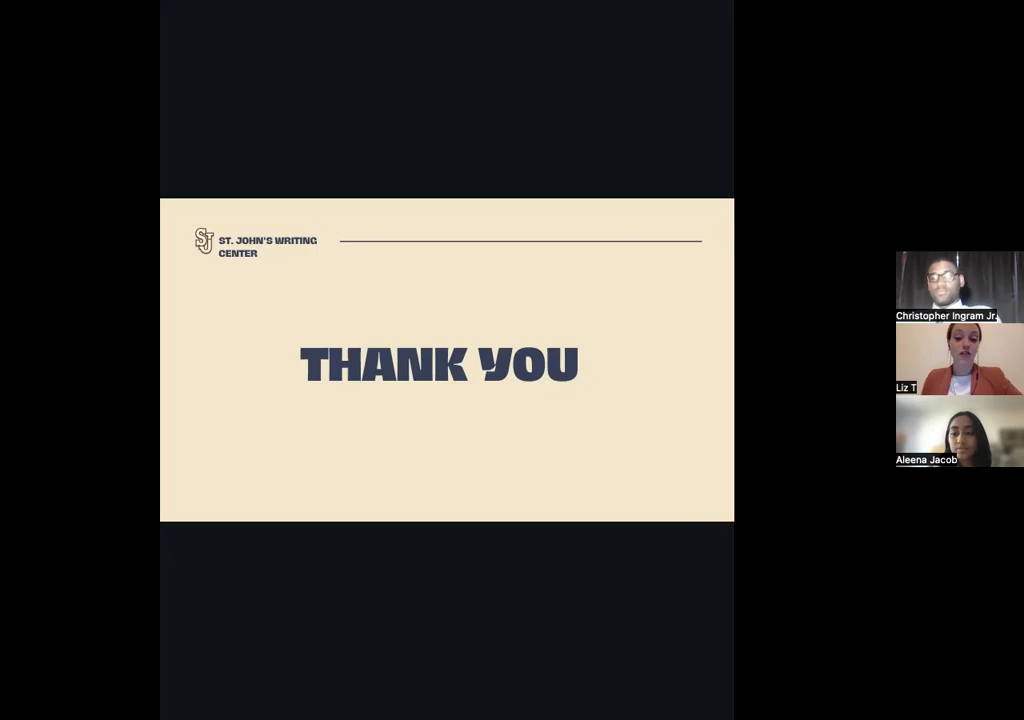 SJ
ST. JOHN'S WRITING
CENTER
THANK YOU
Christopher Ingram Jr.
Liz T
Aleena Jacob